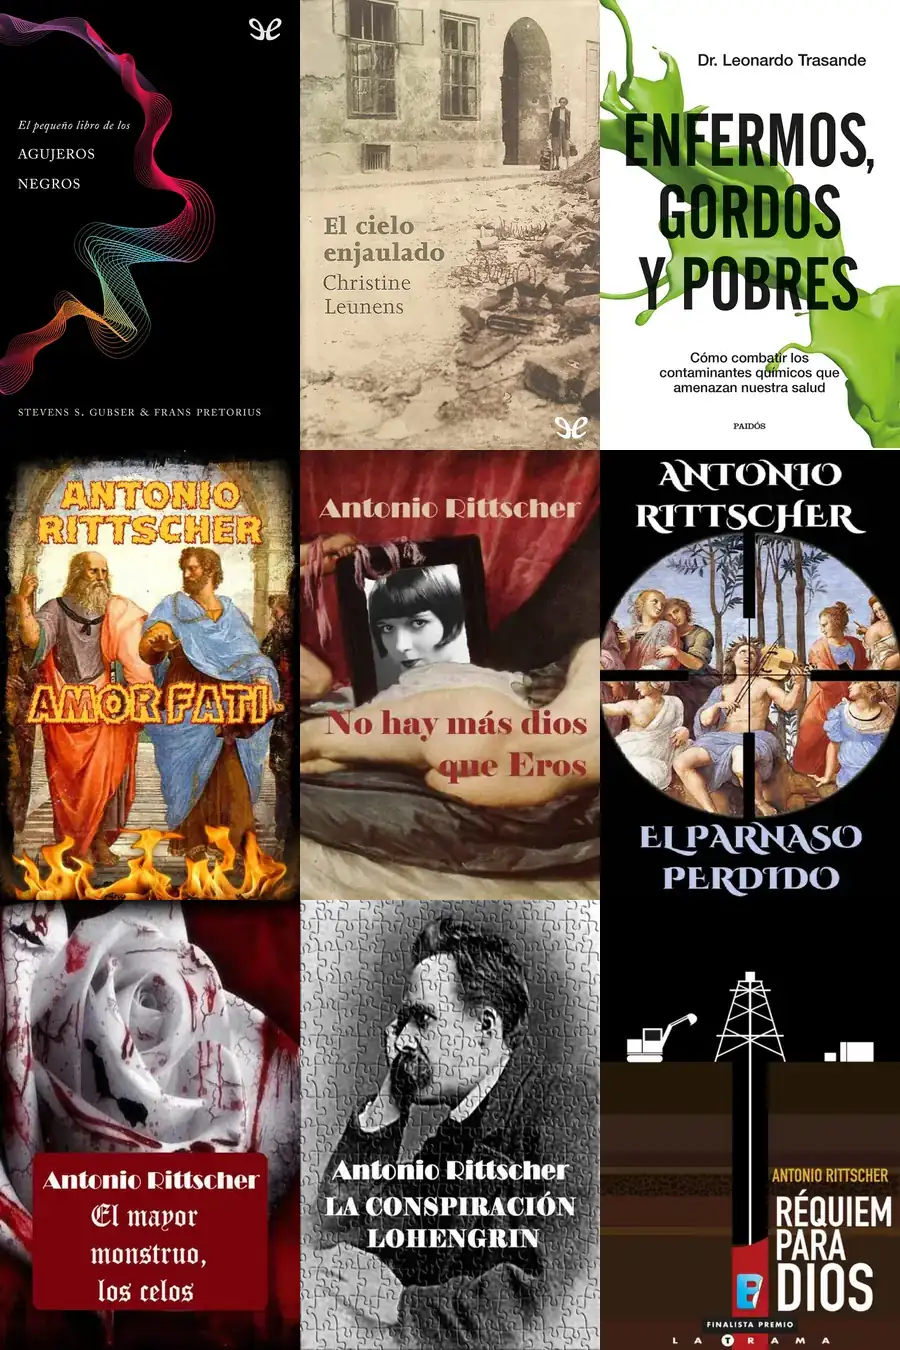 El pequeño libro de los
AGUJEROS
NEGROS
STEVENS S. GUBSER & FRANS PRETORIUS
El cielo
enjaulado
Christine
Leunens
Dr. Leonardo Trasande
ENFERMOS,
GORDOS
Y POBRES
Cómo combatir los
contaminantes químicos que
amenazan nuestra salud
PAIDÓS
ANTONIO
RITTSCHER
AMOR FATI
Antonio Rittscher
No hay más dios
que Eros
ANTONIO
RITTSCHER
EL PARNASO
PERDIDO
Antonio Rittscher
El mayor
monstruo,
los celos
Antonio Rittscher
LA CONSPIRACIÓN
LOHENGRIN
ANTONIO RITTSCHER
RÉQUIEM
PARA
DIOS
B
FINALISTA PREMIO
LA TRAMA